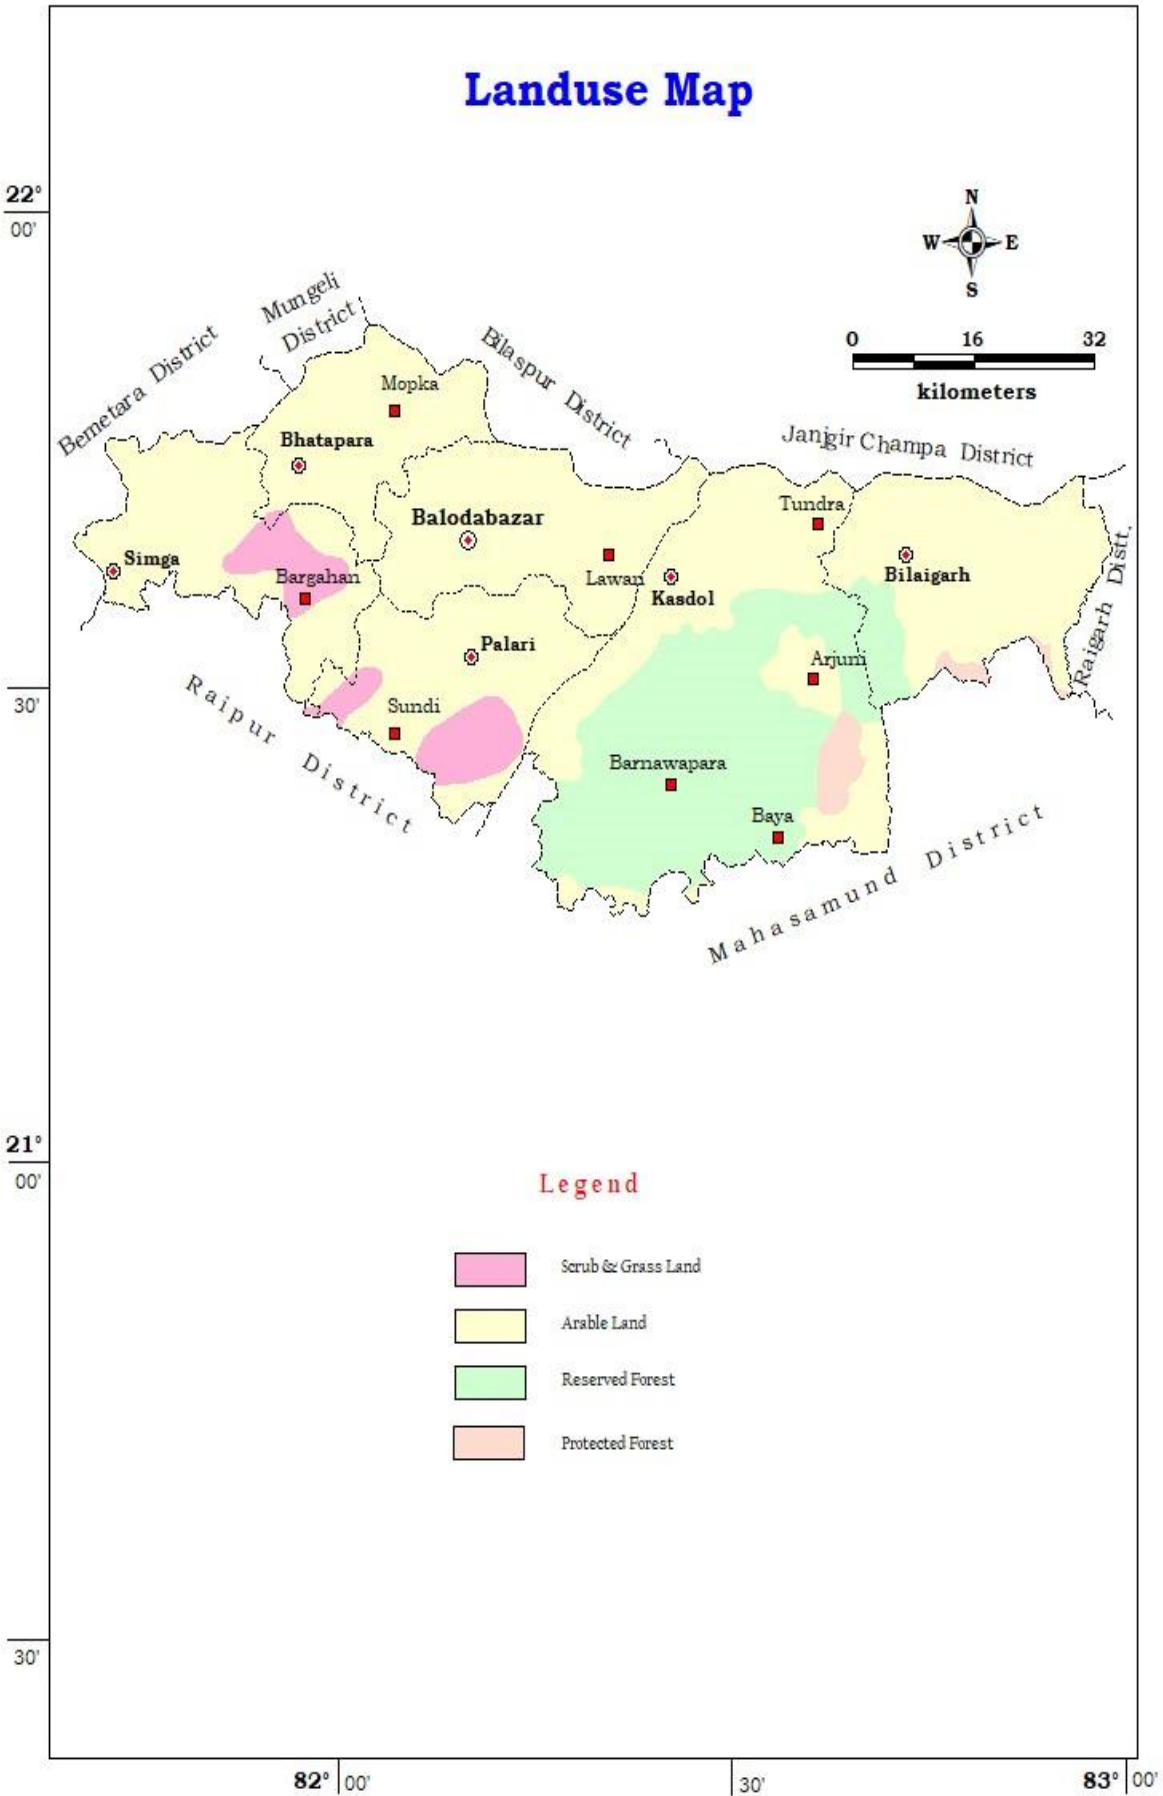 Landuse Map
22°
00'
N
W E
S
0 16 32
kilometers
Mungeli
District
Bemetara District
Bilaspur District
Janjgir Champa District
Raigarh Distt.
Mopka
Bhatapara
Balodabazar
Tundra
Simga
Bargahan
Lawan
Kasdol
Bilaigarh
Palari
Arjuni
30'
Sundi
Raipur District
Barnawapara
Baya
Mahasamund District
21°
00'
Legend
Scrub & Grass Land
Arable Land
Reserved Forest
Protected Forest
30'
82° 00' 30' 83° 00'